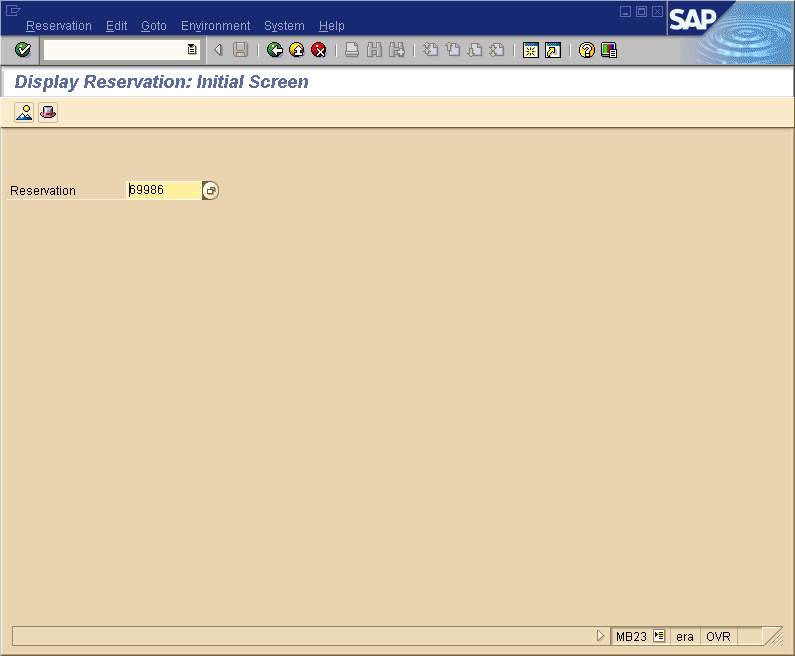 Reservation Edit Goto Environment System Help
SAP
Display Reservation: Initial Screen
Reservation 69986
MB23 era OVR